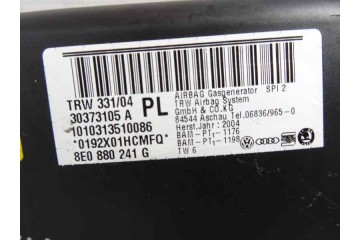 TRW 331/04
30373105 A PL
1010313510086
*0192X01HCMFQ*
8E0 880 241 G
AIRBAG Gasgenerator SPI 2
TRW Airbag System
GmbH & CO.KG
84544 Aschau Tel.06836/965-0
Herst.Jahr: 2004
BAM-PT1-1176
BAM-PT1-1198
TW 6